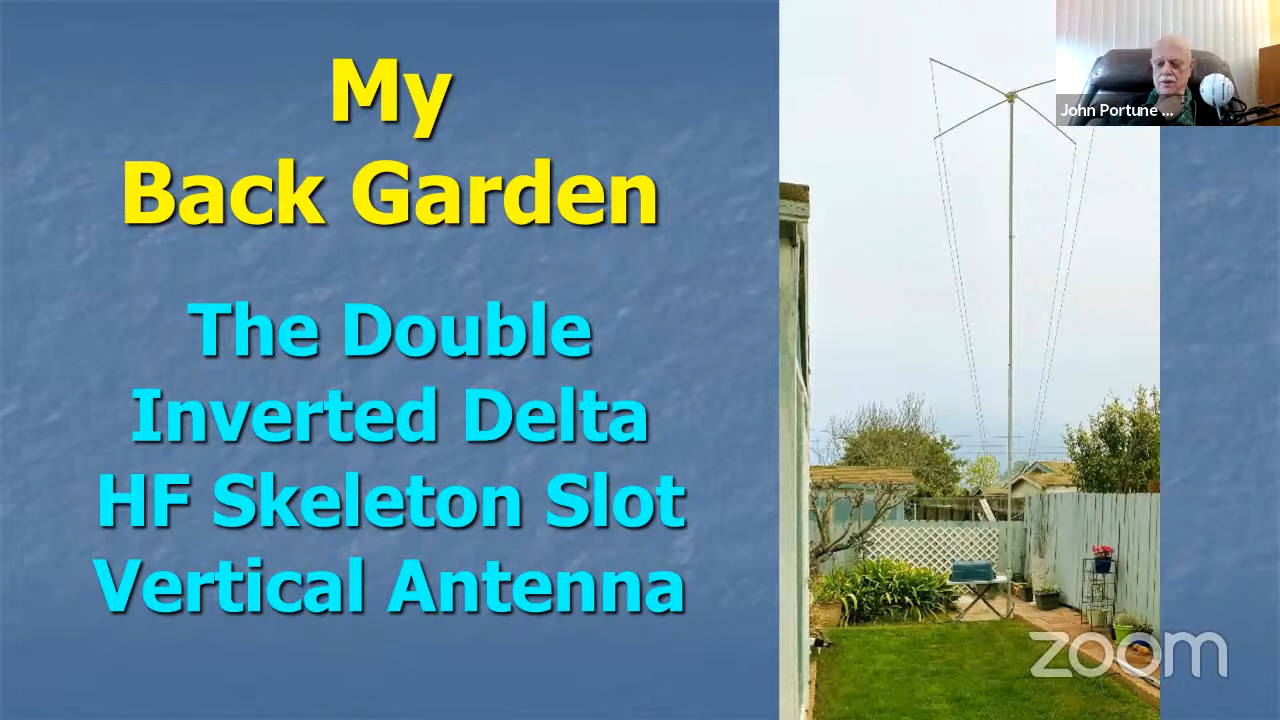 My
Back Garden
The Double
Inverted Delta
HF Skeleton Slot
Vertical Antenna
John Portune ...
zoom